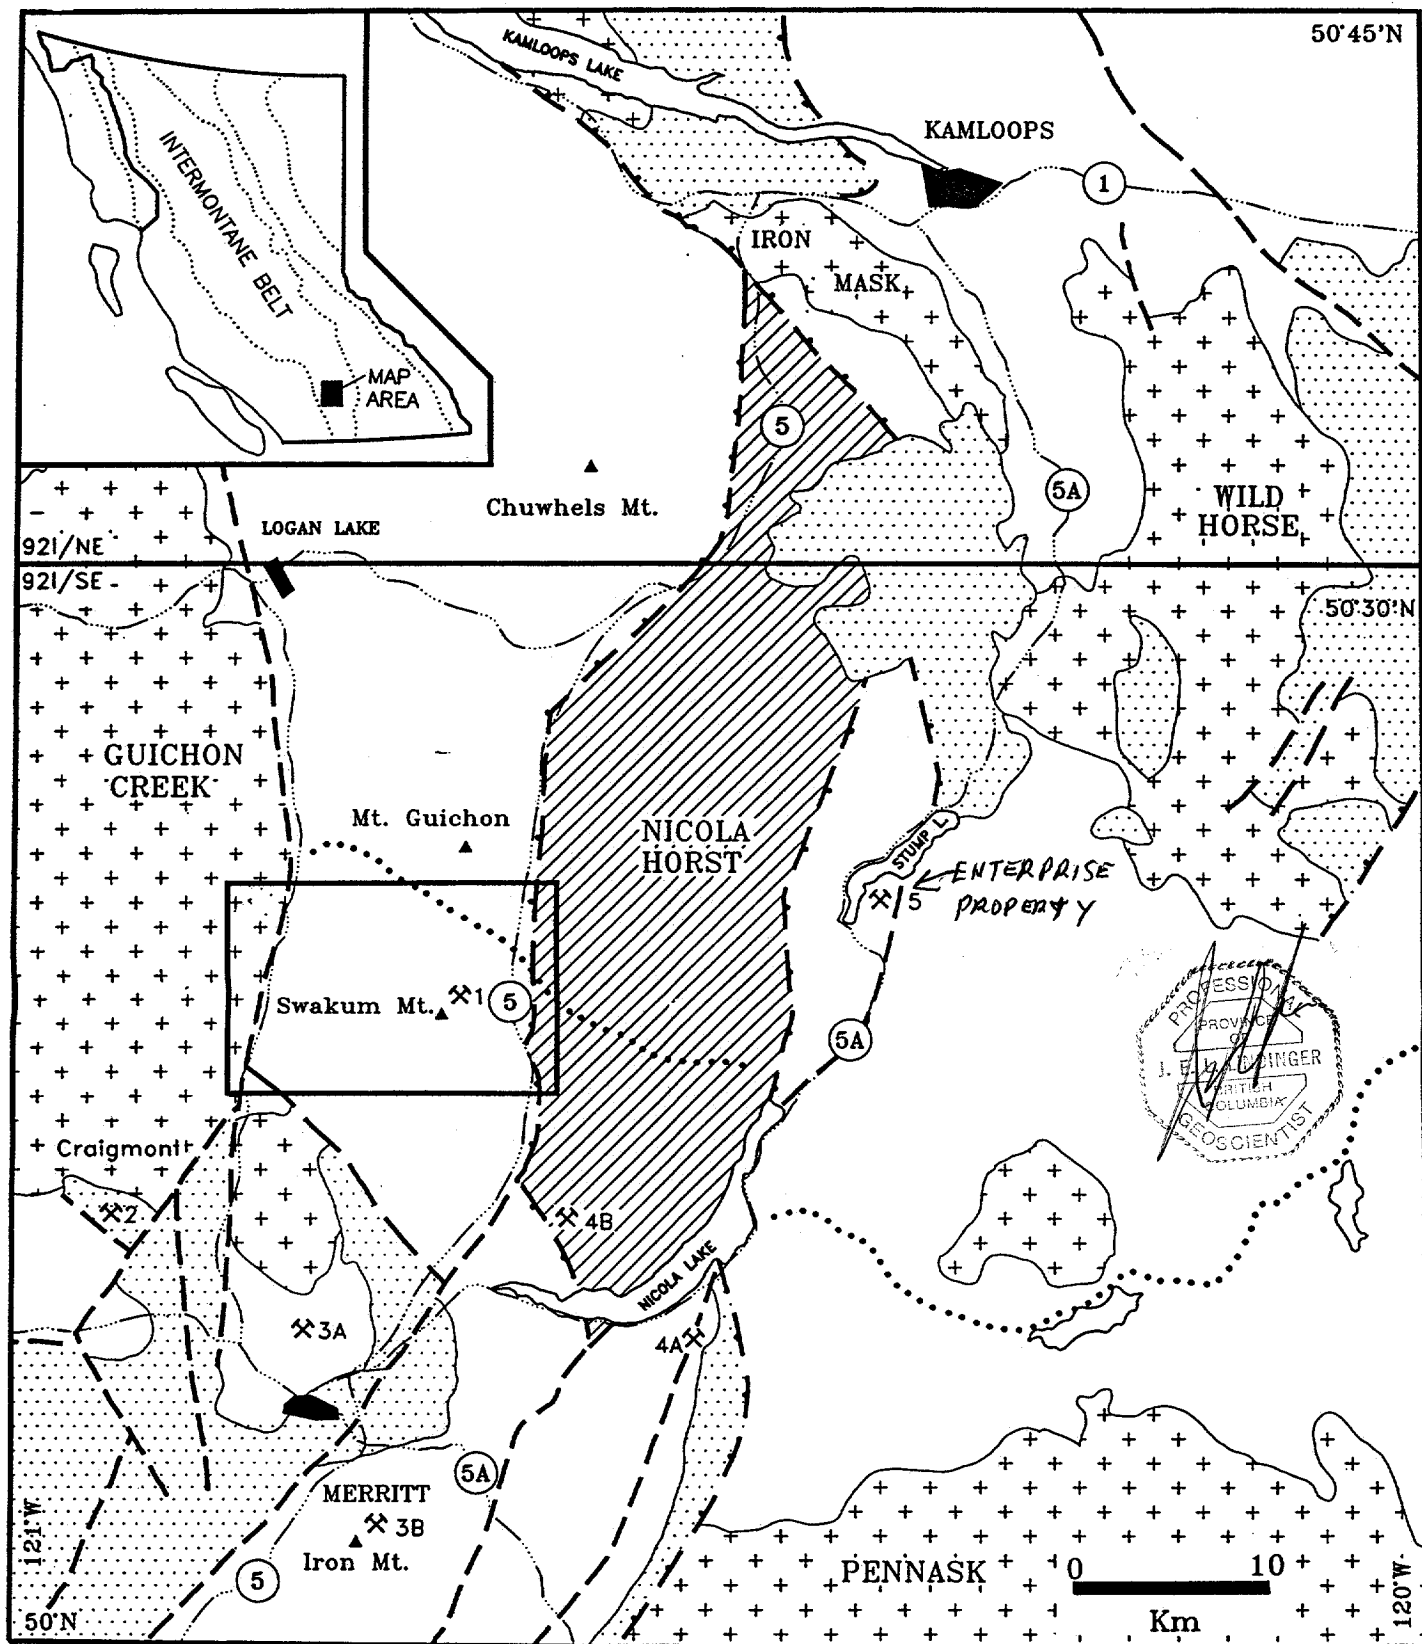 50°45'N
KAMLOOPS LAKE
KAMLOOPS
1
INTERMONTANE BELT
IRON
MASK
MAP
AREA
5
5A
Chuwhels Mt.
WILD
HORSE
LOGAN LAKE
92I/NE
92I/SE
50°30'N
GUICHON
CREEK
Mt. Guichon
NICOLA
HORST
STUMP L
ENTERPRISE
PROPERTY
5
Swakum Mt.
1
5
5A
PROFESSIONAL
PROVINCE
OF
J. E. L. LINDINGER
BRITISH
COLUMBIA
GEOSCIENTIST
Craigmont
2
4B
NICOLA LAKE
3A
4A
5A
MERRITT
3B
Iron Mt.
5
PENNASK
0 10
Km
121°W
50°N
120°W